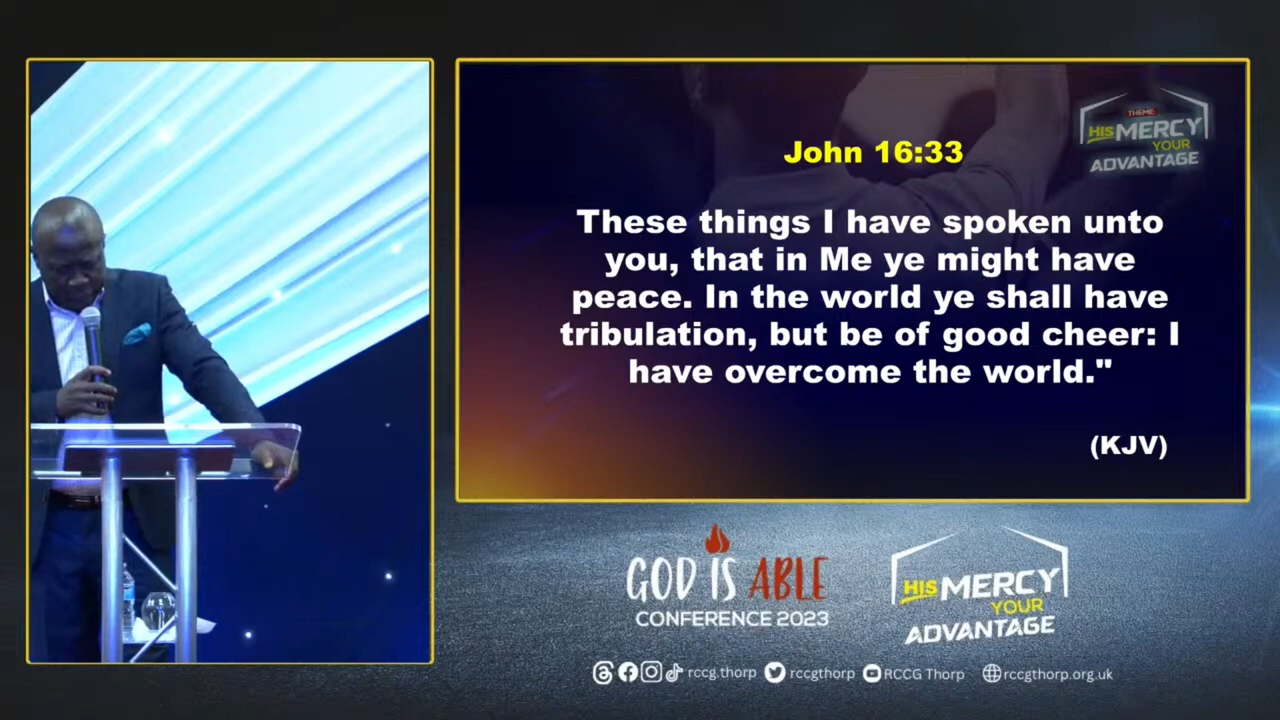 THEME:
HIS MERCY
YOUR
ADVANTAGE
John 16:33
These things I have spoken unto
you, that in Me ye might have
peace. In the world ye shall have
tribulation, but be of good cheer: I
have overcome the world."
(KJV)
GOD IS ABLE
CONFERENCE 2023
HIS MERCY
YOUR
ADVANTAGE
rccg.thorp rccgthorp RCCG Thorp rccgthorp.org.uk